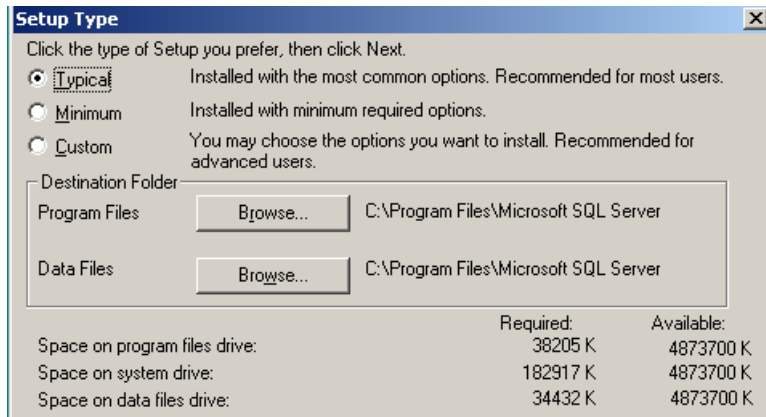 Setup Type
Click the type of Setup you prefer, then click Next.
Typical Installed with the most common options. Recommended for most users.
Minimum Installed with minimum required options.
Custom You may choose the options you want to install. Recommended for
advanced users.
Destination Folder
Program Files Browse... C:\Program Files\Microsoft SQL Server
Data Files Browse... C:\Program Files\Microsoft SQL Server
Required: Available:
Space on program files drive: 38205 K 4873700 K
Space on system drive: 182917 K 4873700 K
Space on data files drive: 34432 K 4873700 K